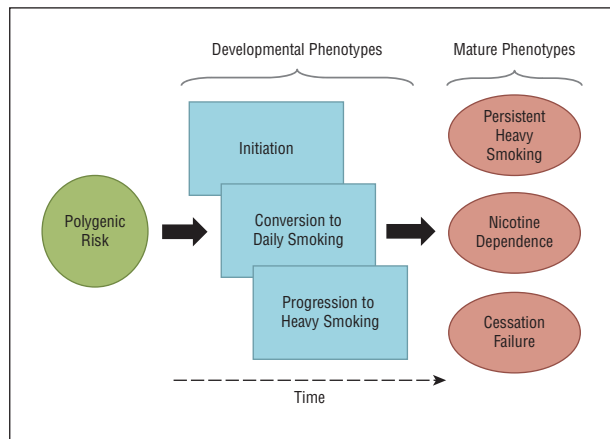 Developmental Phenotypes
Mature Phenotypes
Polygenic
Risk
Initiation
Conversion to
Daily Smoking
Progression to
Heavy Smoking
Persistent
Heavy
Smoking
Nicotine
Dependence
Cessation
Failure
Time